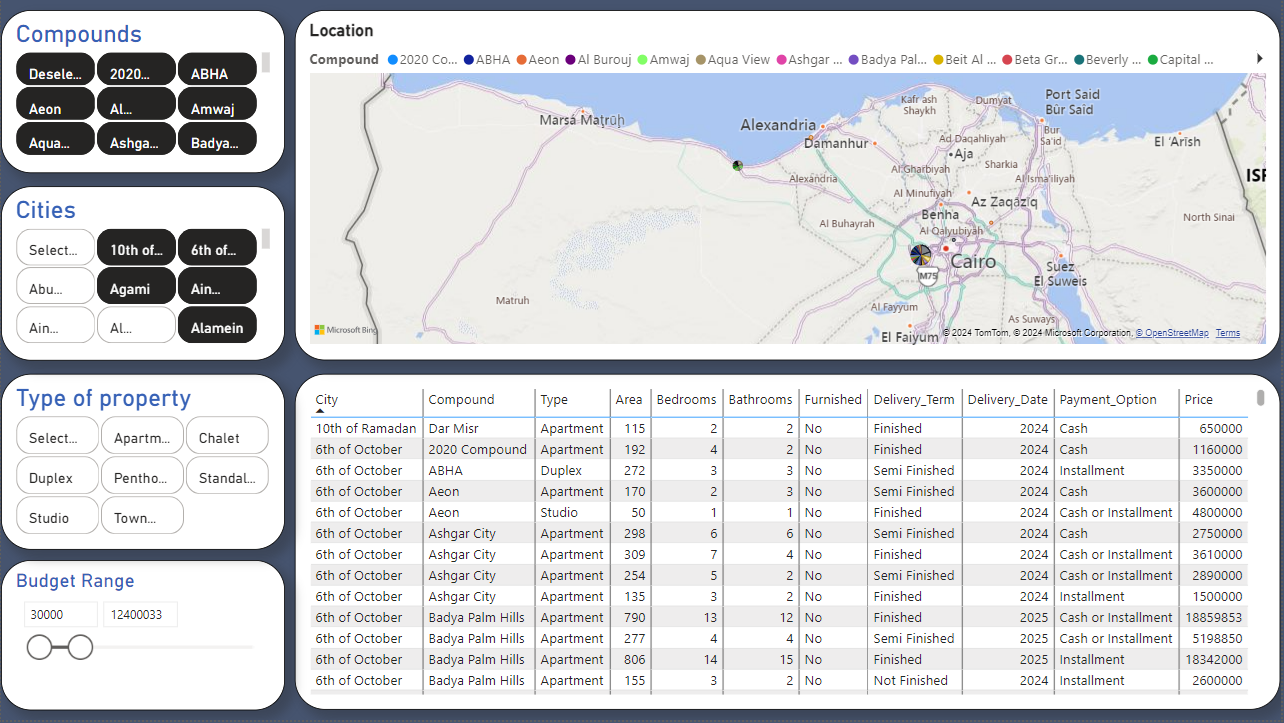 Compounds
Desele... 2020... ABHA
Aeon Al... Amwaj
Aqua... Ashga... Badya...
Cities
Select... 10th of... 6th of...
Abu... Agami Ain...
Ain... Al... Alamein
Type of property
Select... Apartm... Chalet
Duplex Pentho... Standal...
Studio Town...
Budget Range
30000 12400033
Location
Compound 2020 Co... ABHA Aeon Al Burouj Amwaj Aqua View Ashgar ... Badya Pal... Beit Al ... Beta Gr... Beverly ... Capital ...
Kafr ash Shaykh
Dumyat
Port Said
Bûr Saîd
Marsá Maţrûḥ
Alexandria
Damanhur
Ad Daqahliyah
Bur Sa'id
El 'Arîsh
Aja
Al Gharbiyah
Sharkia
Alexandria
Al Isma'iliyah
ISR
Al Minufiyah
Az Zaqāzīq
Benha
Al Buhayrah
Al Qalyubiyah
North Sinai
Cairo
M75
Suez
El Suweis
Matruh
Al Fayyum
As Suways
El Faiyum
Microsoft Bing
© 2024 TomTom, © 2024 Microsoft Corporation, © OpenStreetMap Terms
City Compound Type Area Bedrooms Bathrooms Furnished Delivery_Term Delivery_Date Payment_Option Price
10th of Ramadan Dar Misr Apartment 115 2 2 No Finished 2024 Cash 650000
6th of October 2020 Compound Apartment 192 4 2 No Finished 2024 Cash 1160000
6th of October ABHA Duplex 272 3 3 No Semi Finished 2024 Installment 3350000
6th of October Aeon Apartment 170 2 3 No Semi Finished 2024 Cash 3600000
6th of October Aeon Studio 50 1 1 No Finished 2024 Cash or Installment 4800000
6th of October Ashgar City Apartment 298 6 6 No Semi Finished 2024 Cash 2750000
6th of October Ashgar City Apartment 309 7 4 No Finished 2024 Cash or Installment 3610000
6th of October Ashgar City Apartment 254 5 2 No Semi Finished 2024 Cash or Installment 2890000
6th of October Ashgar City Apartment 135 3 2 No Finished 2024 Installment 1500000
6th of October Badya Palm Hills Apartment 790 13 12 No Finished 2025 Cash or Installment 18859853
6th of October Badya Palm Hills Apartment 277 4 4 No Semi Finished 2025 Cash or Installment 5198850
6th of October Badya Palm Hills Apartment 806 14 15 No Finished 2025 Installment 18342000
6th of October Badya Palm Hills Apartment 155 3 2 No Not Finished 2024 Installment 2600000